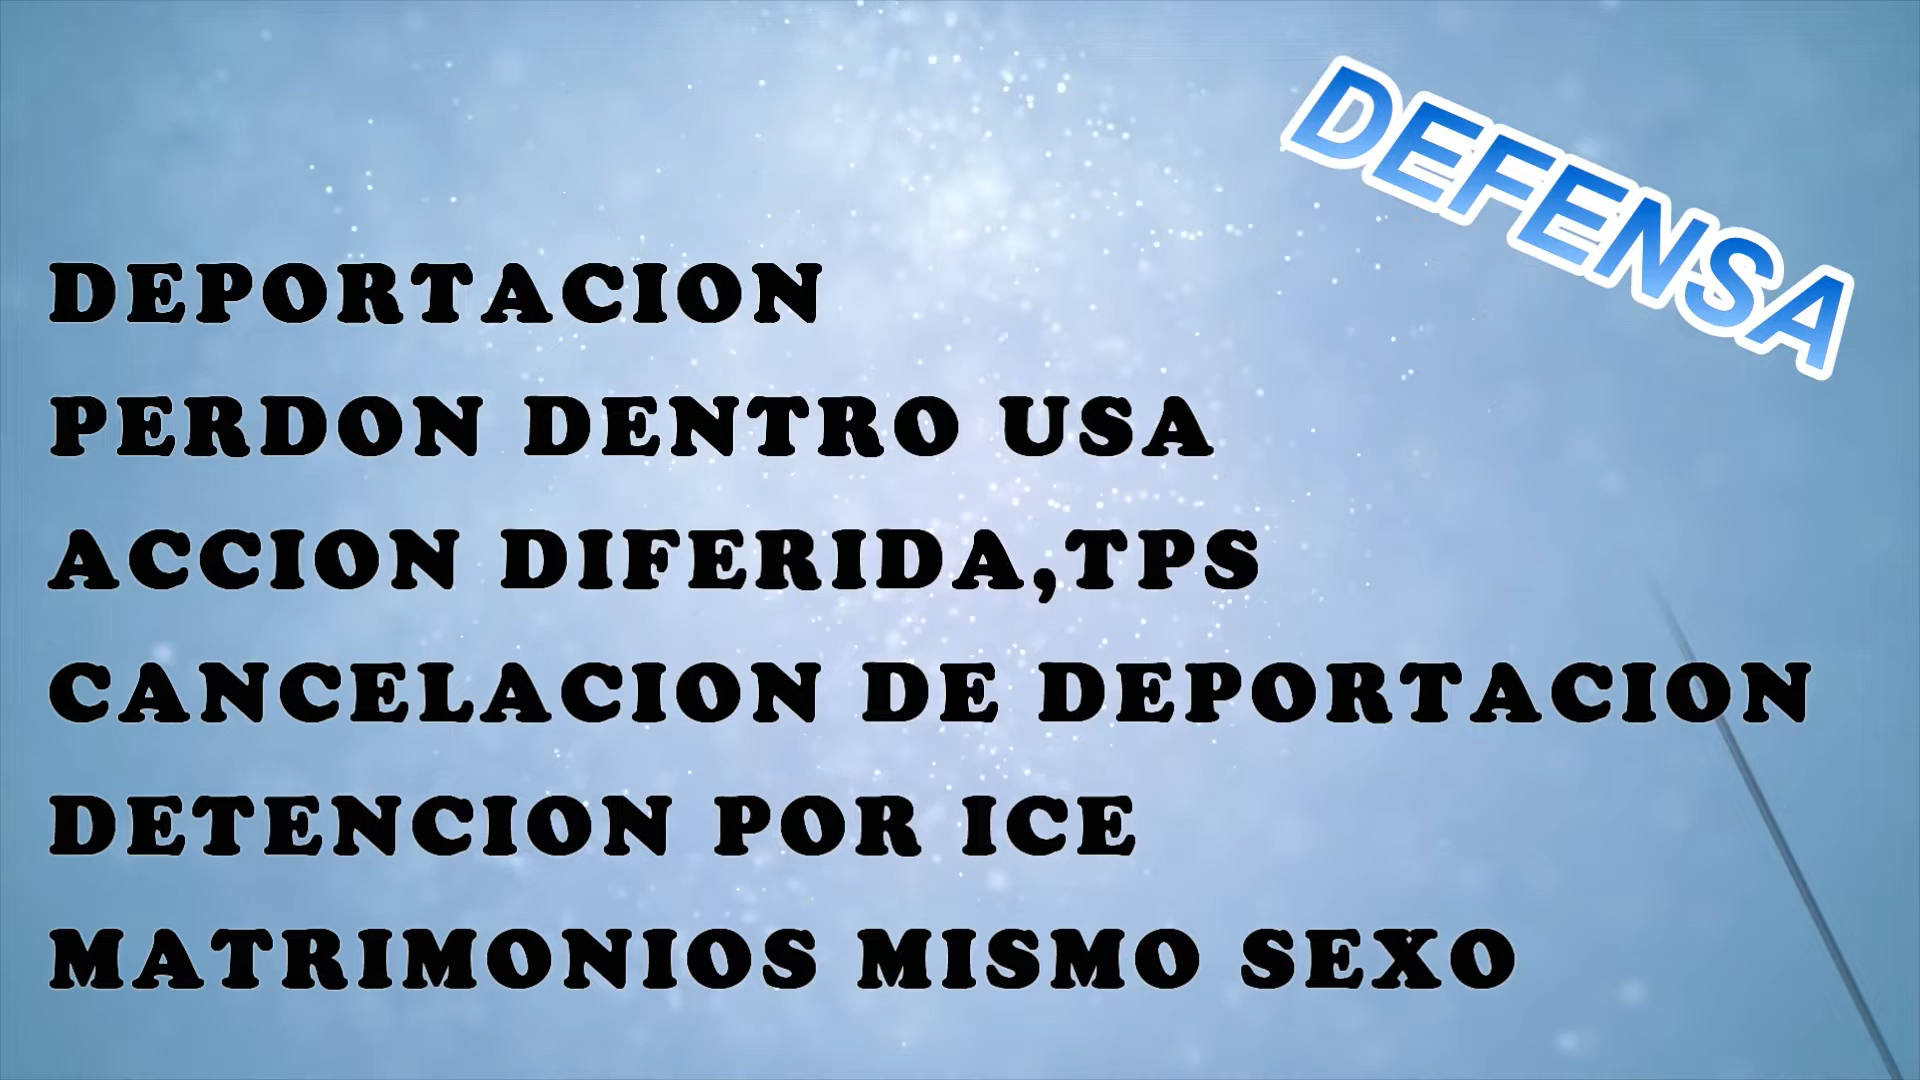 DEFENSA
DEPORTACION
PERDON DENTRO USA
ACCION DIFERIDA,TPS
CANCELACION DE DEPORTACION
DETENCION POR ICE
MATRIMONIOS MISMO SEXO